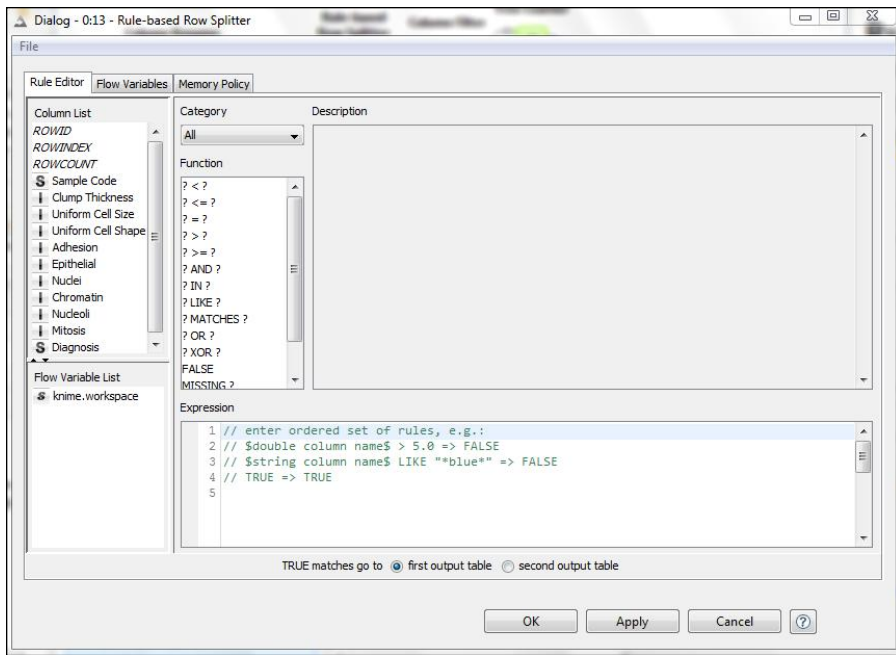 Dialog - 0:13 - Rule-based Row Splitter
File
Rule Editor Flow Variables Memory Policy
Column List
ROWID
ROWINDEX
ROWCOUNT
S Sample Code
I Clump Thickness
I Uniform Cell Size
I Uniform Cell Shape
I Adhesion
I Epithelial
I Nuclei
I Chromatin
I Nucleoli
I Mitosis
S Diagnosis
Flow Variable List
s knime.workspace
Category
All
Function
? < ?
? <= ?
? = ?
? > ?
? >= ?
? AND ?
? IN ?
? LIKE ?
? MATCHES ?
? OR ?
? XOR ?
FALSE
MISSING ?
Description
Expression
1 // enter ordered set of rules, e.g.:
2 // $double column name$ > 5.0 => FALSE
3 // $string column name$ LIKE "*blue*" => FALSE
4 // TRUE => TRUE
5
TRUE matches go to first output table second output table
OK Apply Cancel ?